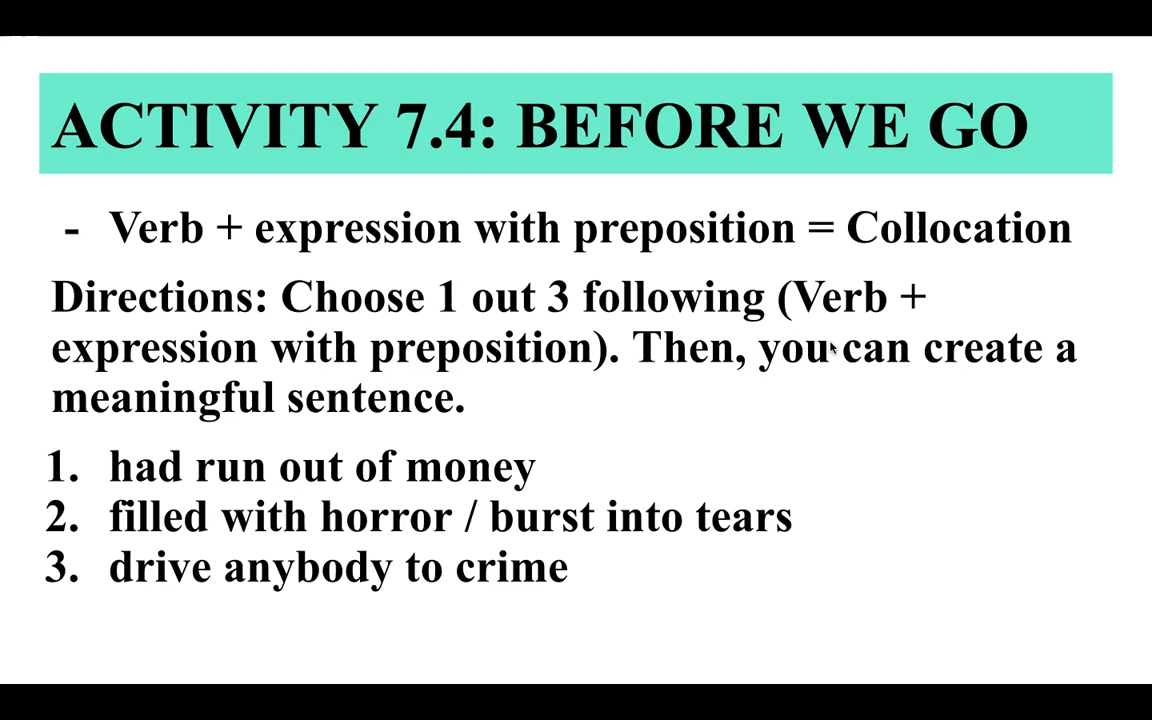 ACTIVITY 7.4: BEFORE WE GO
- Verb + expression with preposition = Collocation
Directions: Choose 1 out 3 following (Verb +
expression with preposition). Then, you can create a
meaningful sentence.
1. had run out of money
2. filled with horror / burst into tears
3. drive anybody to crime